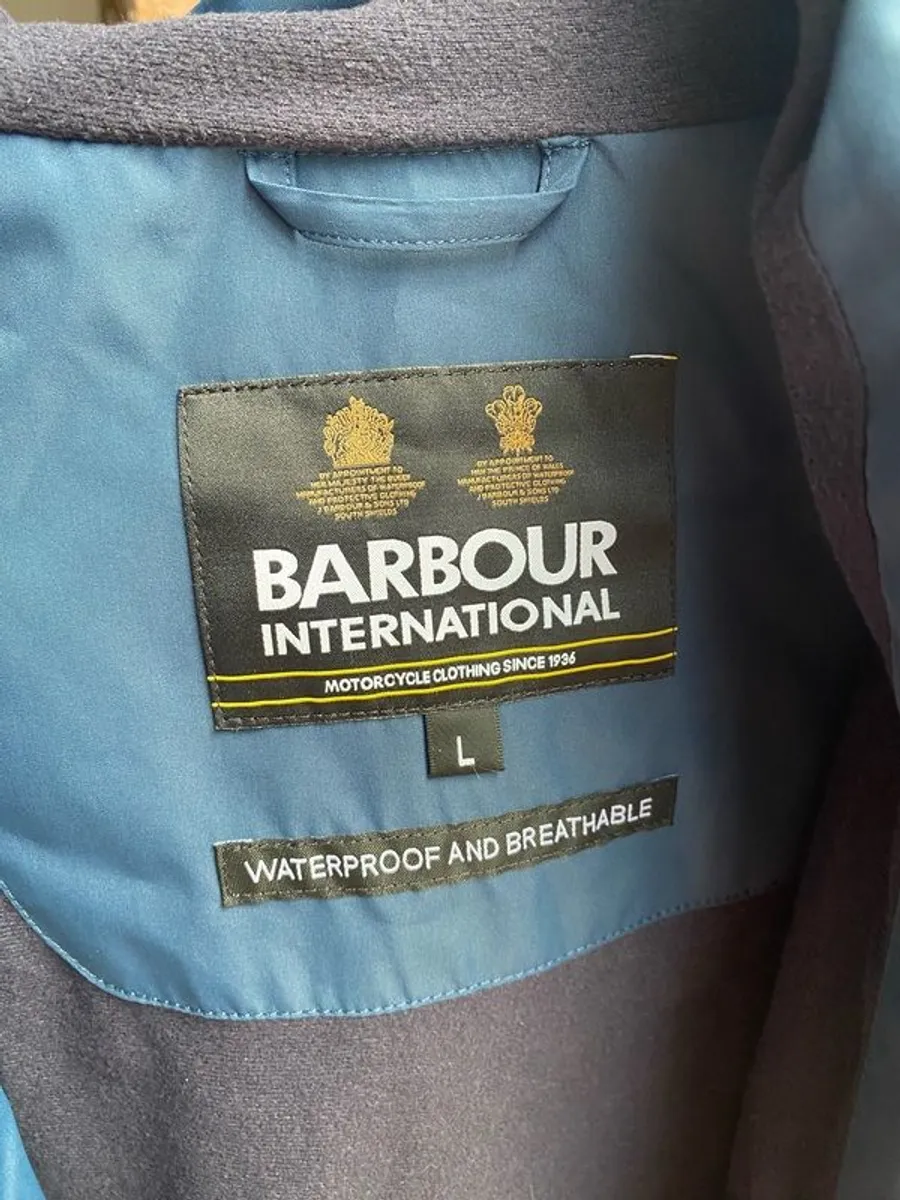 BY APPOINTMENT TO
HER MAJESTY THE QUEEN
MANUFACTURERS OF WATERPROOF
AND PROTECTIVE CLOTHING
BARBOUR & SONS LTD
SOUTH SHIELDS
BY APPOINTMENT TO
HRH THE PRINCE OF WALES
MANUFACTURERS OF WATERPROOF
AND PROTECTIVE CLOTHING
J BARBOUR & SONS LTD
SOUTH SHIELDS
BARBOUR
INTERNATIONAL
MOTORCYCLE CLOTHING SINCE 1936
L
WATERPROOF AND BREATHABLE